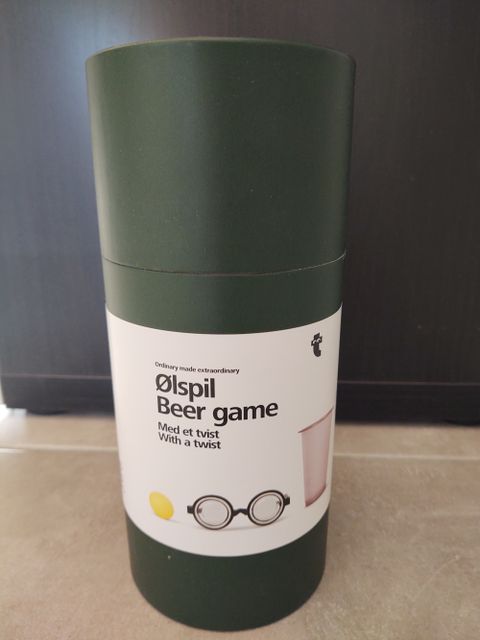 Ordinary made extraordinary
Ølspil
Beer game
Med et tvist
With a twist
t